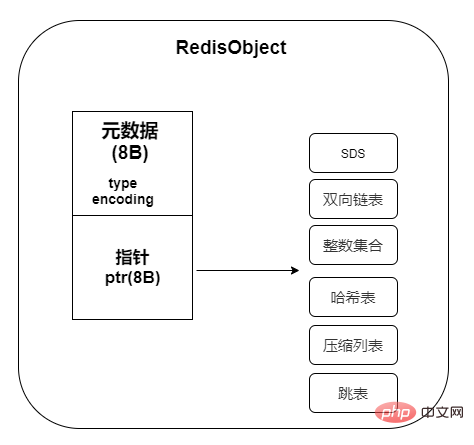 RedisObject
元数据
(8B)
type
encoding
指针
ptr(8B)
SDS
双向链表
整数集合
哈希表
压缩列表
跳表
php 中文网